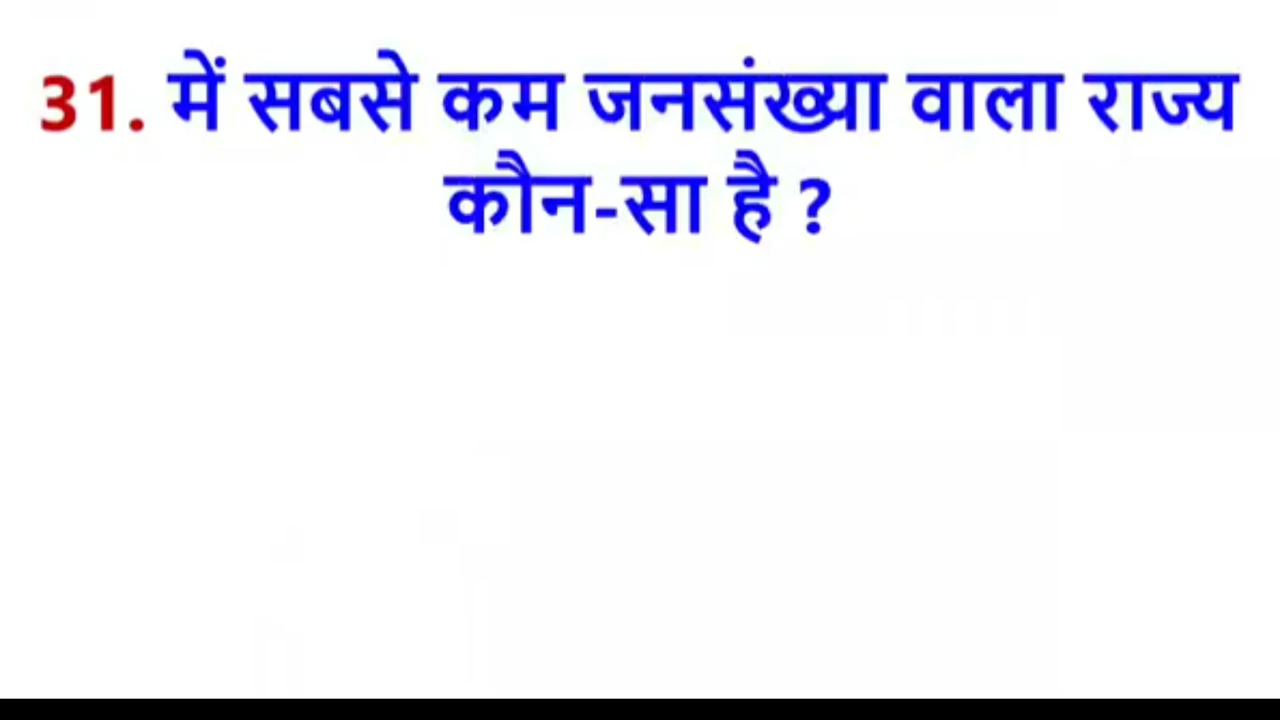 31. में सबसे कम जनसंख्या वाला राज्य
कौन-सा है ?